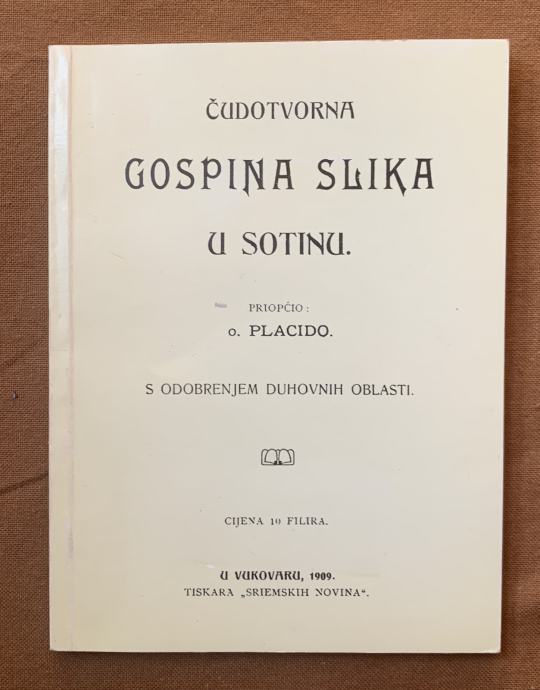 ČUDOTVORNA
GOSPINA SLIKA
U SOTINU.
PRIOPĆIO:
O. PLACIDO.
S ODOBRENJEM DUHOVNIH OBLASTI.
CIJENA 10 FILIRA.
U VUKOVARU, 1909.
TISKARA „SRIEMSKIH NOVINA“.